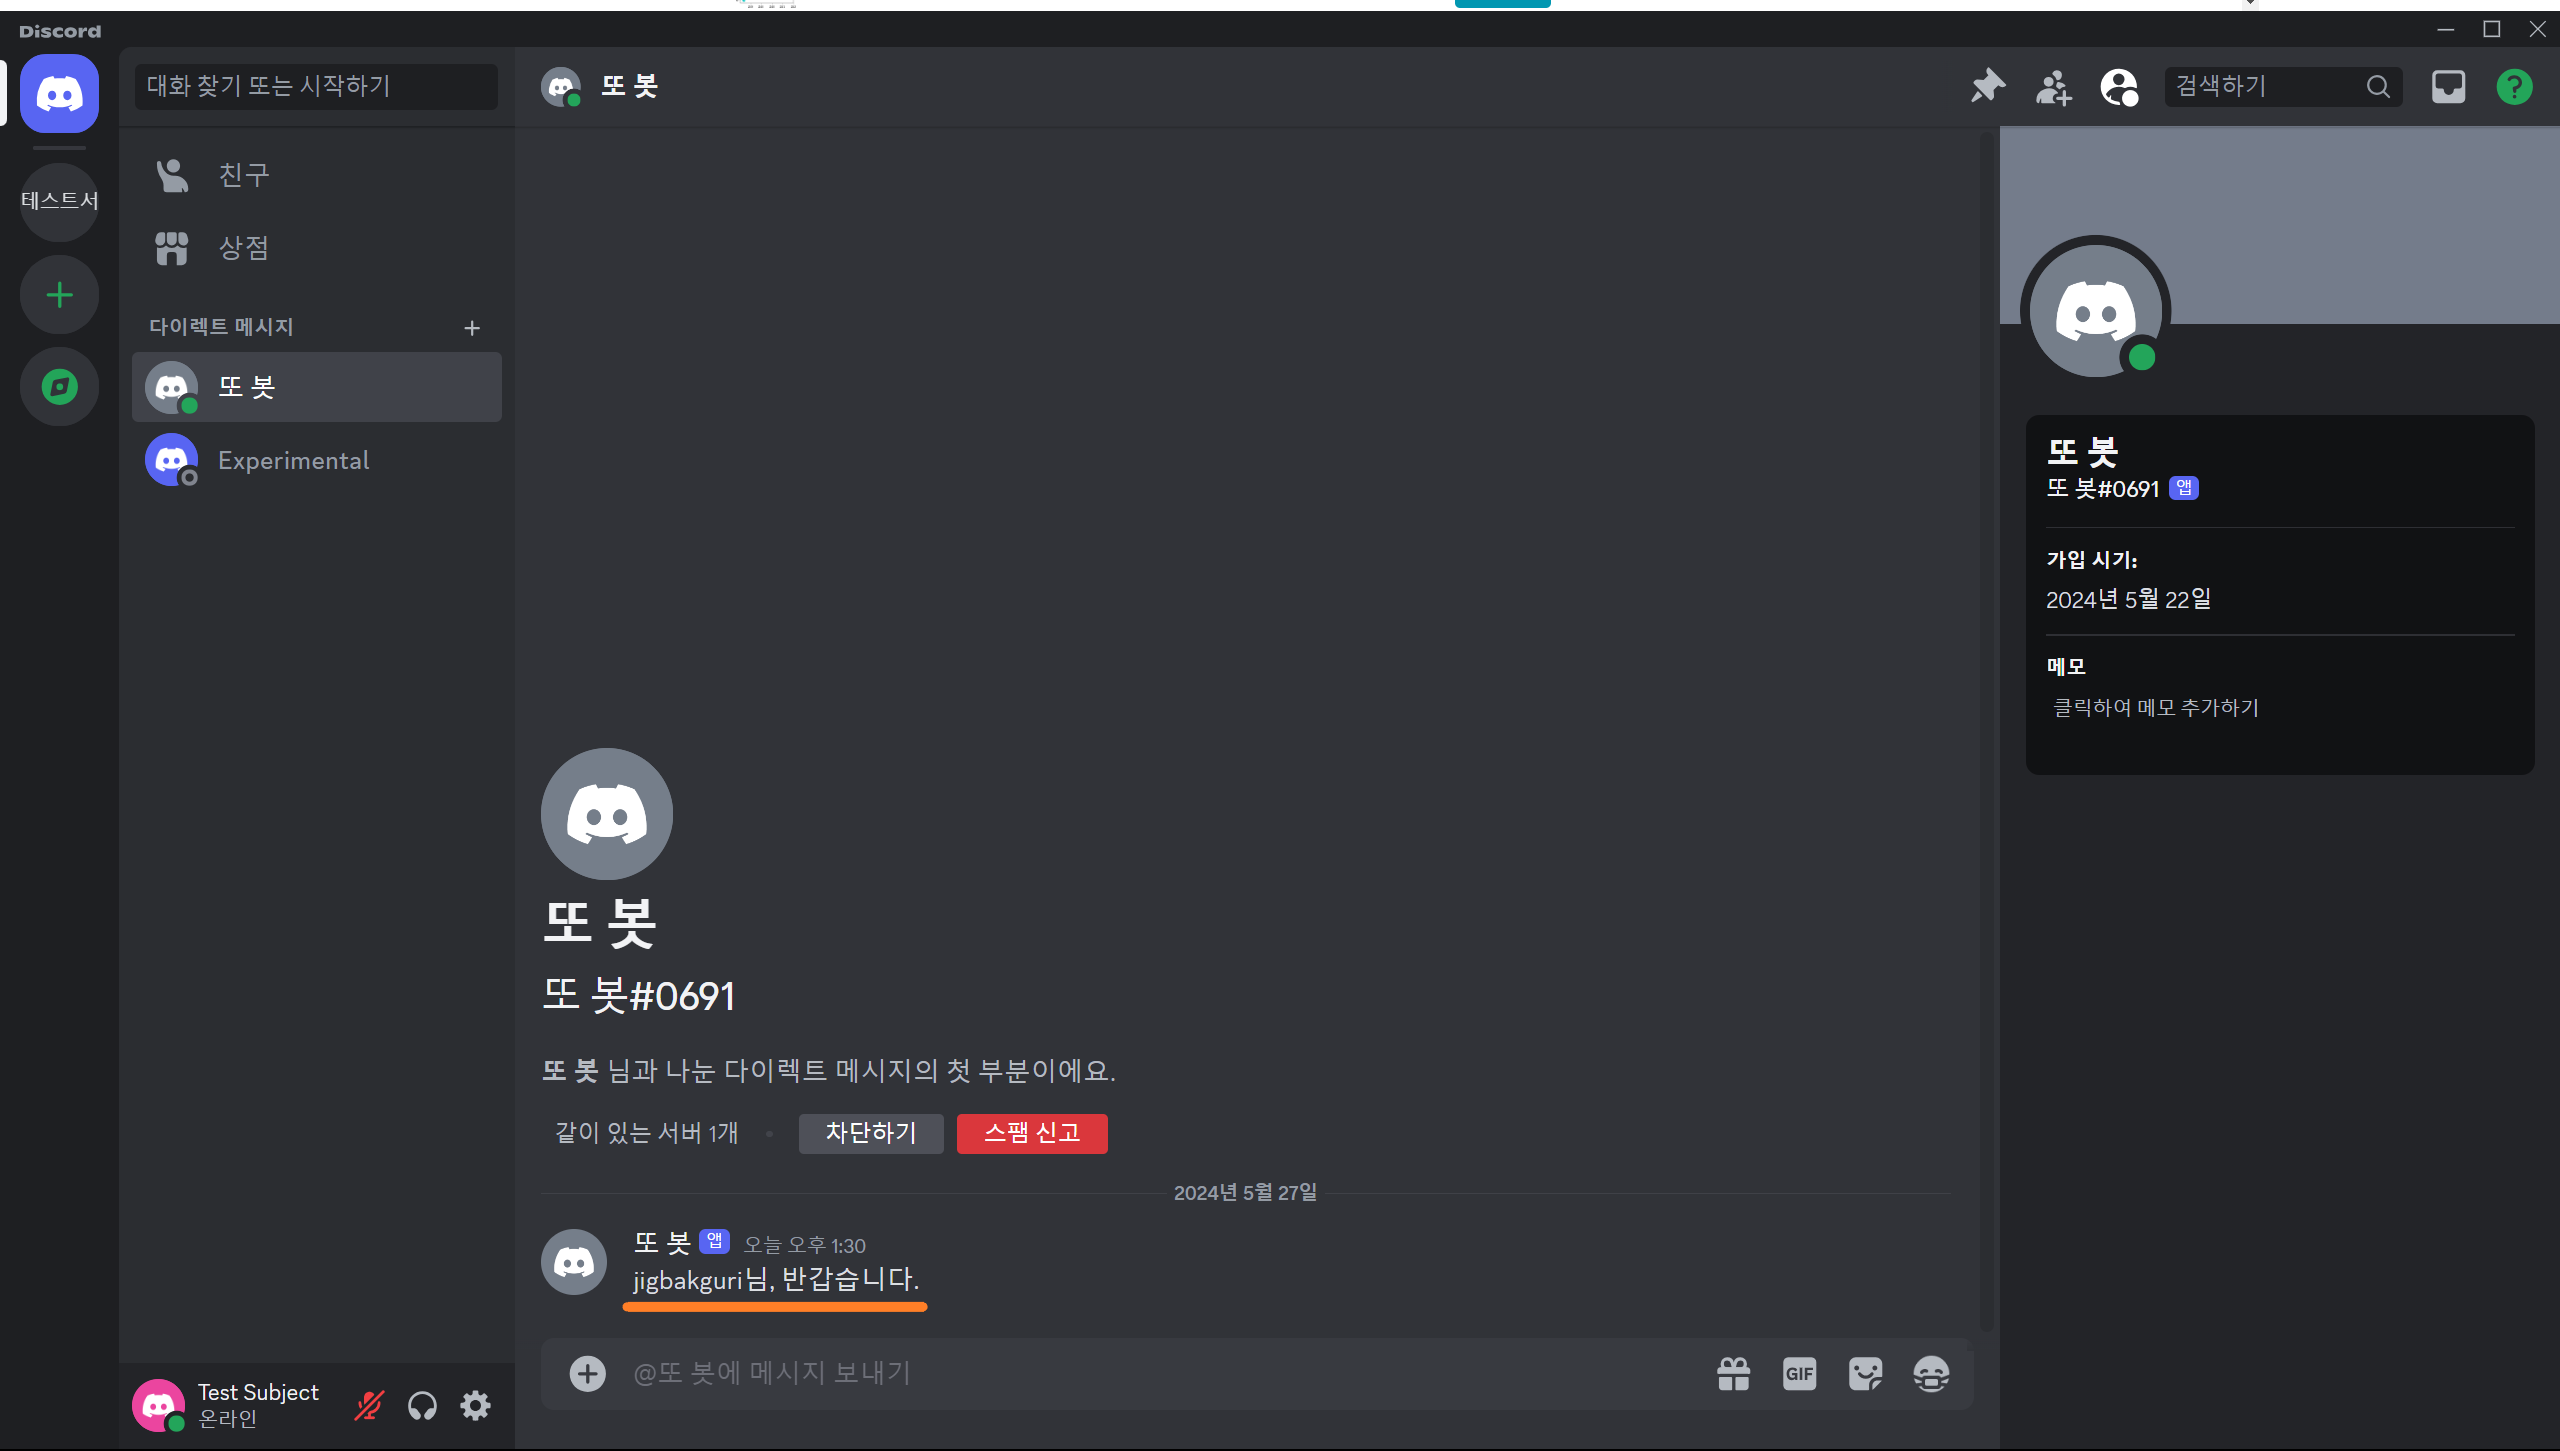 Discord
대화 찾기 또는 시작하기
또 봇
검색하기
테스트서
친구
상점
다이렉트 메시지
또 봇
Experimental
또 봇
또 봇#0691 앱
가입 시기:
2024년 5월 22일
메모
클릭하여 메모 추가하기
또 봇
또 봇#0691
또 봇 님과 나눈 다이렉트 메시지의 첫 부분이에요.
같이 있는 서버 1개
차단하기
스팸 신고
2024년 5월 27일
또 봇 앱 오늘 오후 1:30
jigbakguri님, 반갑습니다.
@또 봇에 메시지 보내기
GIF
Test Subject
온라인